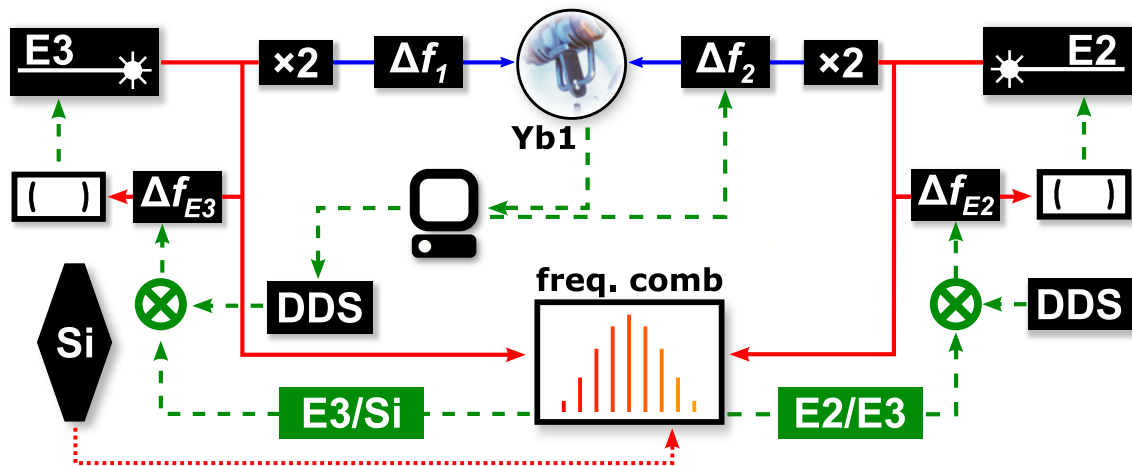 E3
×2
Δf1
Δf2
×2
E2
Yb1
ΔfE3
ΔfE2
freq. comb
Si
DDS
DDS
E3/Si
E2/E3